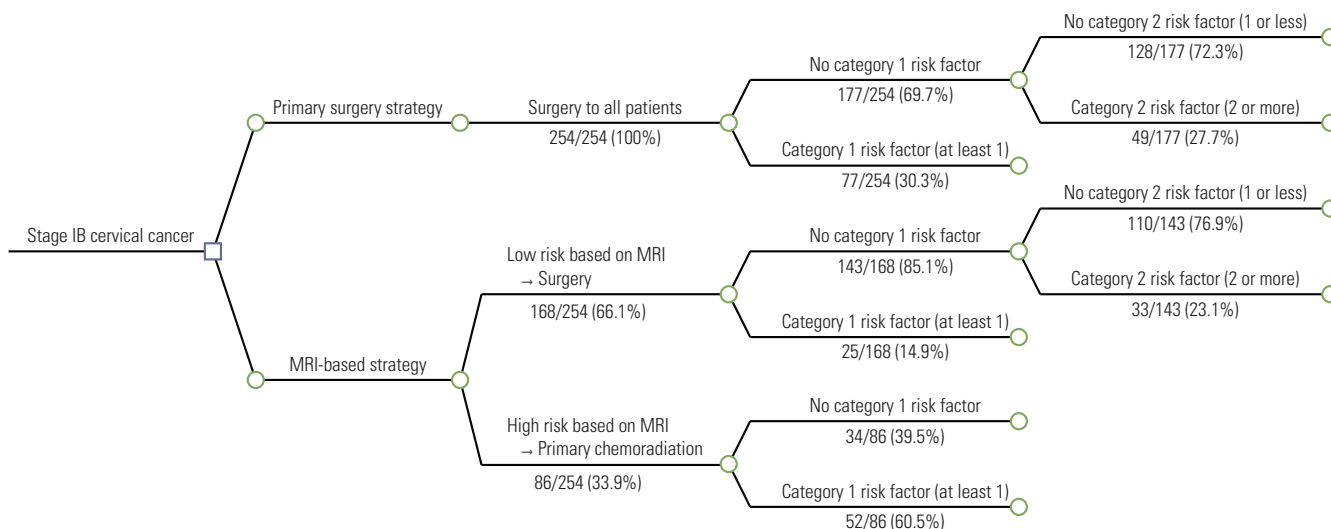 Stage IB cervical cancer
Primary surgery strategy
Surgery to all patients
254/254 (100%)
No category 1 risk factor
177/254 (69.7%)
No category 2 risk factor (1 or less)
128/177 (72.3%)
Category 2 risk factor (2 or more)
49/177 (27.7%)
Category 1 risk factor (at least 1)
77/254 (30.3%)
MRI-based strategy
Low risk based on MRI
→ Surgery
168/254 (66.1%)
No category 1 risk factor
143/168 (85.1%)
No category 2 risk factor (1 or less)
110/143 (76.9%)
Category 2 risk factor (2 or more)
33/143 (23.1%)
Category 1 risk factor (at least 1)
25/168 (14.9%)
High risk based on MRI
→ Primary chemoradiation
86/254 (33.9%)
No category 1 risk factor
34/86 (39.5%)
Category 1 risk factor (at least 1)
52/86 (60.5%)